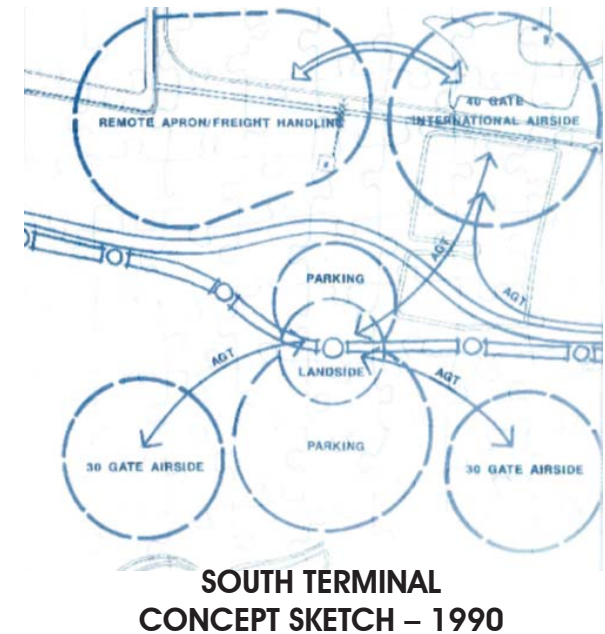 40 GATE
REMOTE APRON/FREIGHT HANDLING
INTERNATIONAL AIRSIDE
AGT
PARKING
AGT
AGT
LANDSIDE
AGT
PARKING
30 GATE AIRSIDE
30 GATE AIRSIDE
SOUTH TERMINAL
CONCEPT SKETCH – 1990